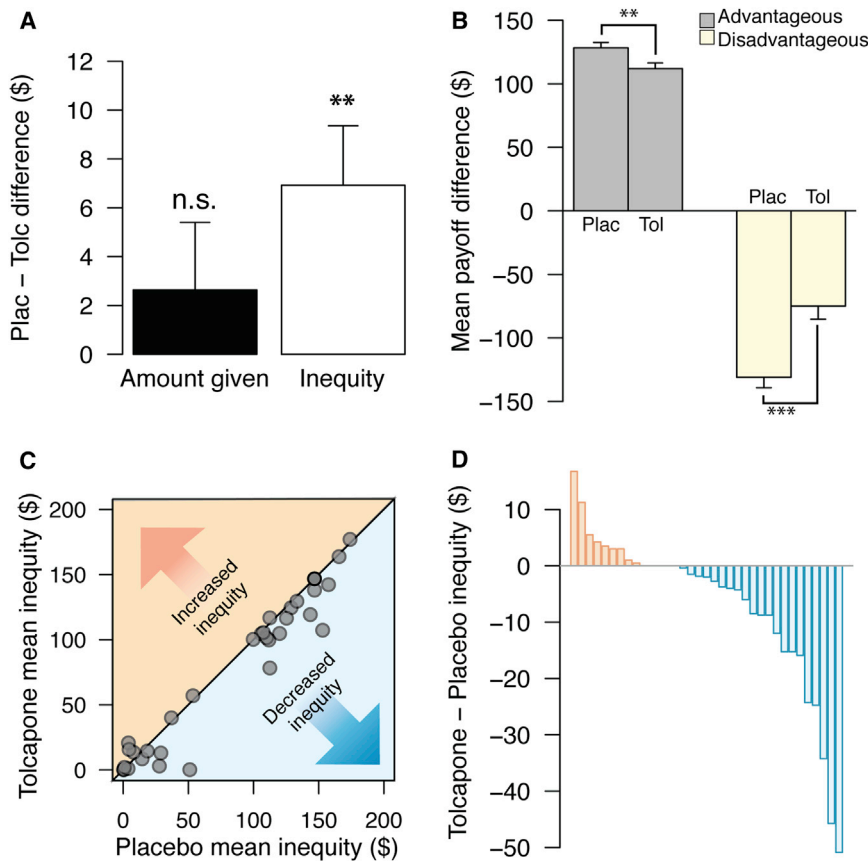 A
Plac – Tolc difference ($)
12
10
8
6
4
2
0
n.s.
**
Amount given
Inequity
B
Mean payoff difference ($)
150
100
50
0
−50
−100
−150
Advantageous
Disadvantageous
**
Plac
Tol
Plac
Tol
***
C
Tolcapone mean inequity ($)
200
150
100
50
0
Increased
inequity
Decreased
inequity
0
50
100
150
200
Placebo mean inequity ($)
D
Tolcapone – Placebo inequity ($)
10
0
−10
−20
−30
−40
−50